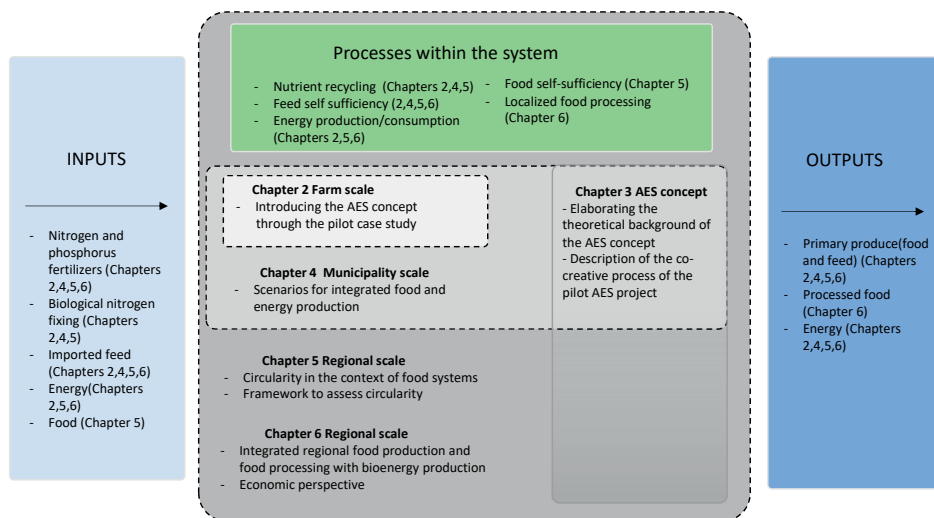 INPUTS
- Nitrogen and
phosphorus
fertilizers (Chapters
2,4,5,6)
- Biological nitrogen
fixing (Chapters
2,4,5)
- Imported feed
(Chapters 2,4,5,6)
- Energy(Chapters
2,5,6)
- Food (Chapter 5)
Processes within the system
- Nutrient recycling (Chapters 2,4,5)
- Feed self sufficiency (2,4,5,6)
- Energy production/consumption
(Chapters 2,5,6)
- Food self-sufficiency (Chapter 5)
- Localized food processing
(Chapter 6)
Chapter 2 Farm scale
- Introducing the AES concept
through the pilot case study
Chapter 4 Municipality scale
- Scenarios for integrated food and
energy production
Chapter 3 AES concept
- Elaborating the
theoretical background of
the AES concept
- Description of the co-
creative process of the
pilot AES project
Chapter 5 Regional scale
- Circularity in the context of food systems
- Framework to assess circularity
Chapter 6 Regional scale
- Integrated regional food production and
food processing with bioenergy production
- Economic perspective
OUTPUTS
- Primary produce(food
and feed) (Chapters
2,4,5,6)
- Processed food
(Chapter 6)
- Energy (Chapters
2,4,5,6)